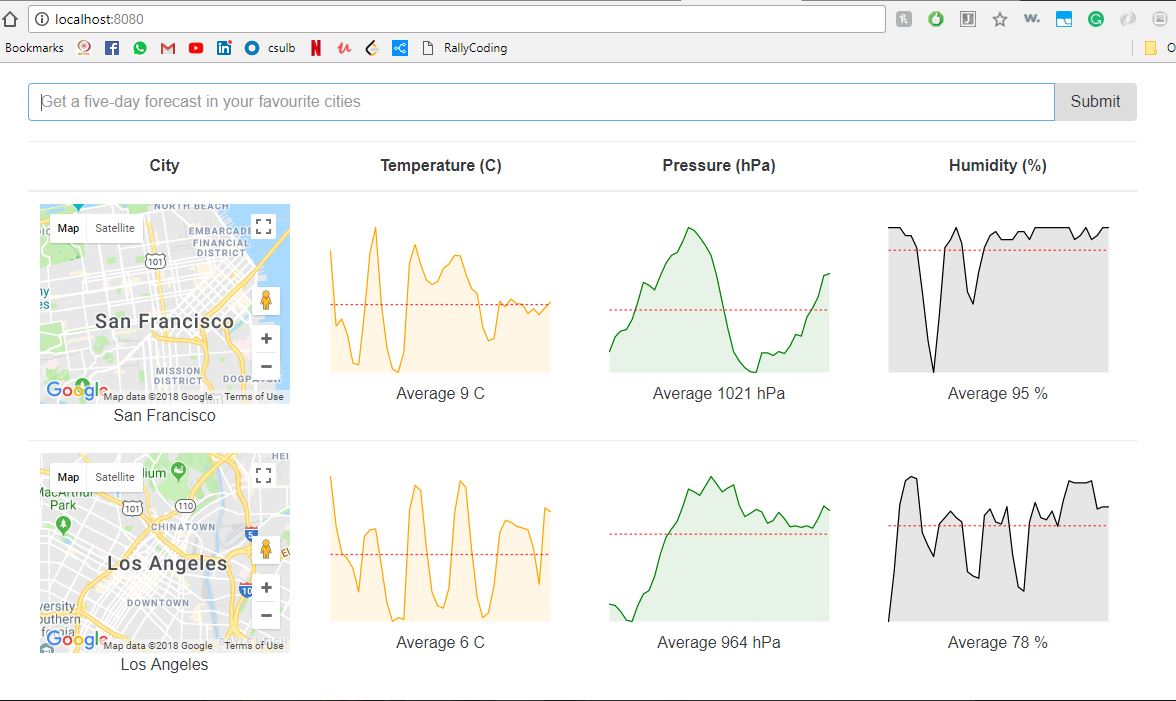 localhost:8080
Bookmarks csulb RallyCoding
Get a five-day forecast in your favourite cities Submit
City Temperature (C) Pressure (hPa) Humidity (%)
NORTH BEACH
Map Satellite
EMBARCADE
FINANCIAL
DISTRICT
101
San Francisco
MISSION
DISTRICT
DOGPATCH
Google Map data ©2018 Google Terms of Use
San Francisco
Average 9 C
Average 1021 hPa
Average 95 %
Map Satellite
MacArthur
Park
101
110
CHINATOWN
5
Los Angeles
10
DOWNTOWN
Google Map data ©2018 Google Terms of Use
Los Angeles
Average 6 C
Average 964 hPa
Average 78 %